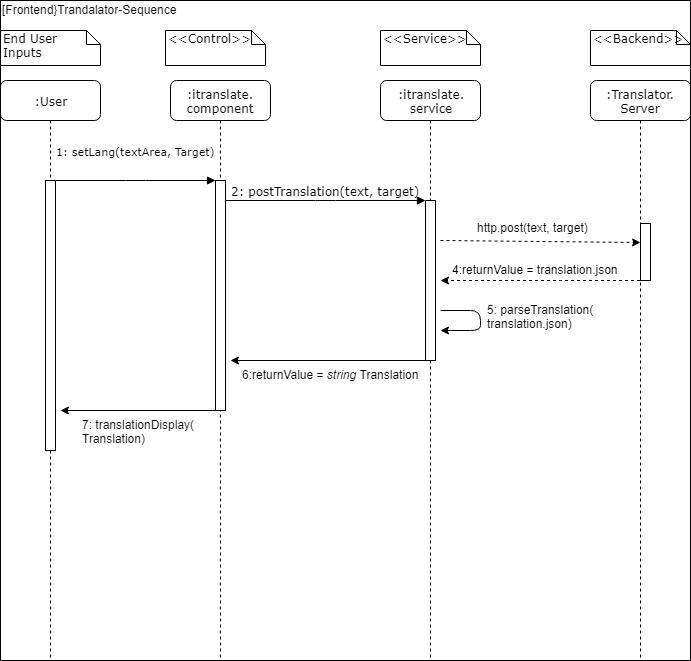 [Frontend}Trandalator-Sequence
End User
Inputs
<<Control>>
<<Service>>
<<Backend>>
:User
:itranslate.
component
:itranslate.
service
:Translator.
Server
1: setLang(textArea, Target)
2: postTranslation(text, target)
http.post(text, target)
4:returnValue = translation.json
5: parseTranslation(
translation.json)
6:returnValue = string Translation
7: translationDisplay(
Translation)